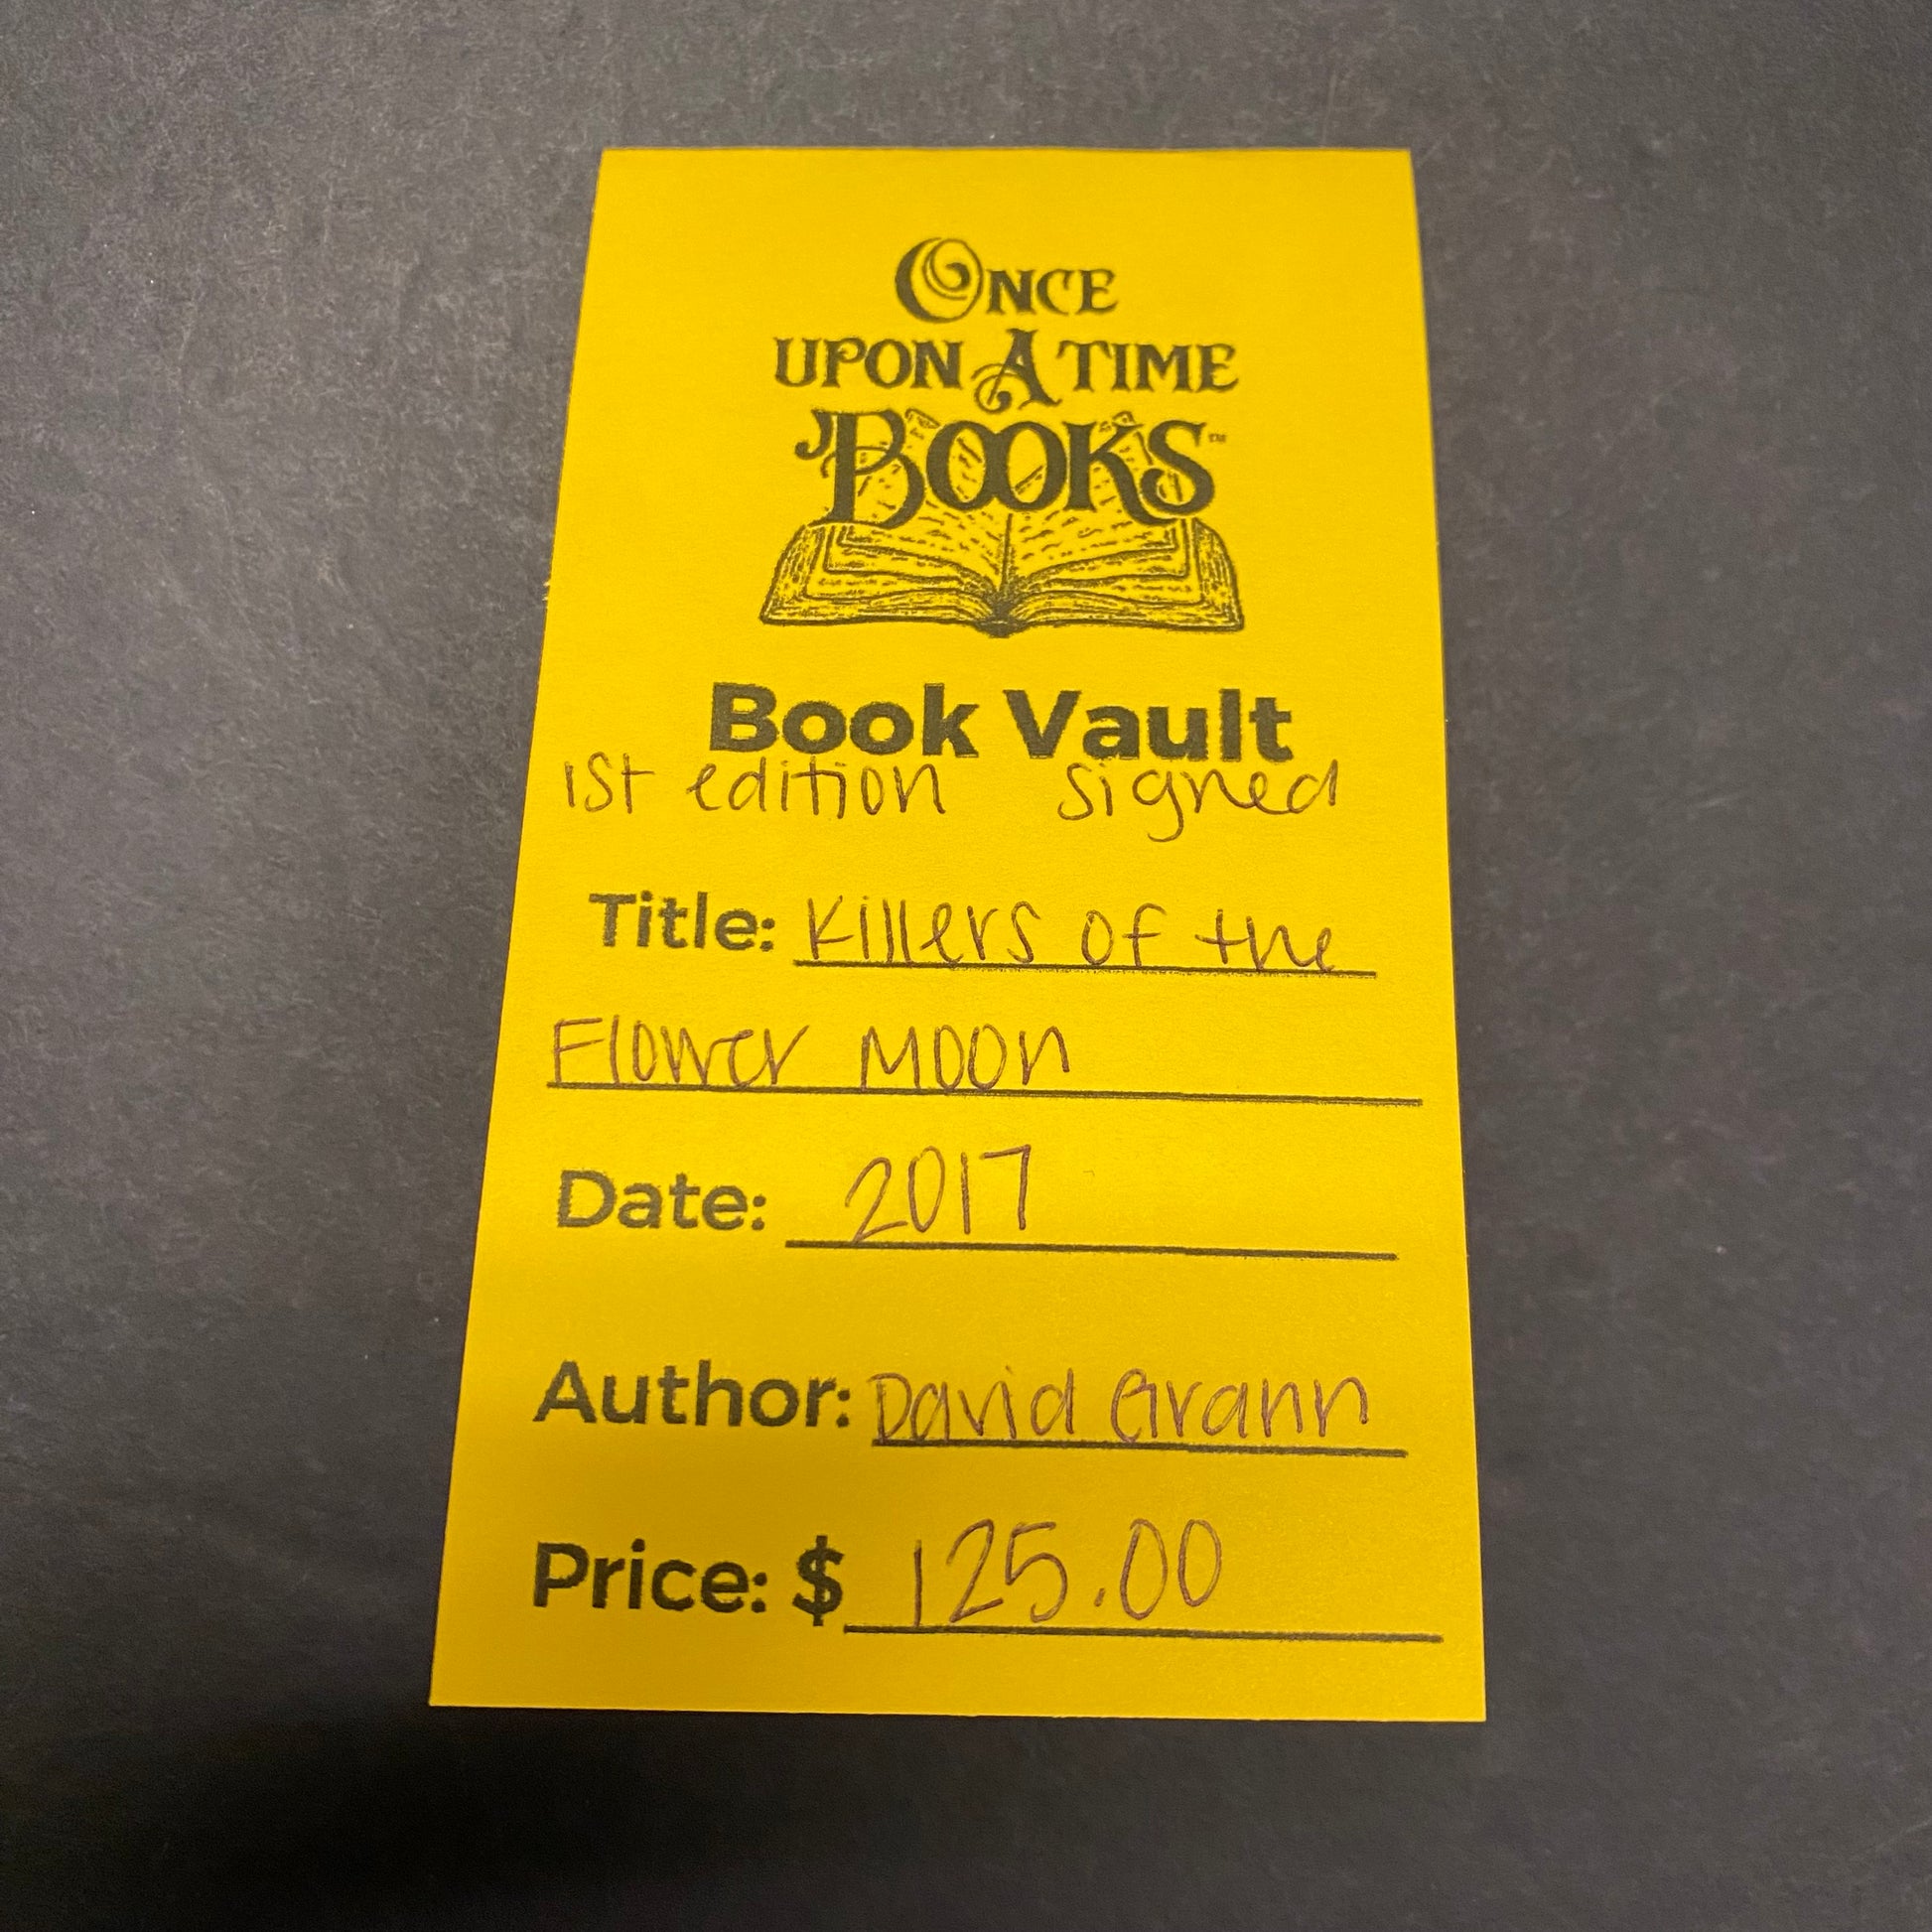 ONCE
UPON A TIME
BOOKS™
Book Vault
1st edition signed
Title: Killers of the
Flower Moon
Date: 2017
Author: David Grann
Price: $ 125.00